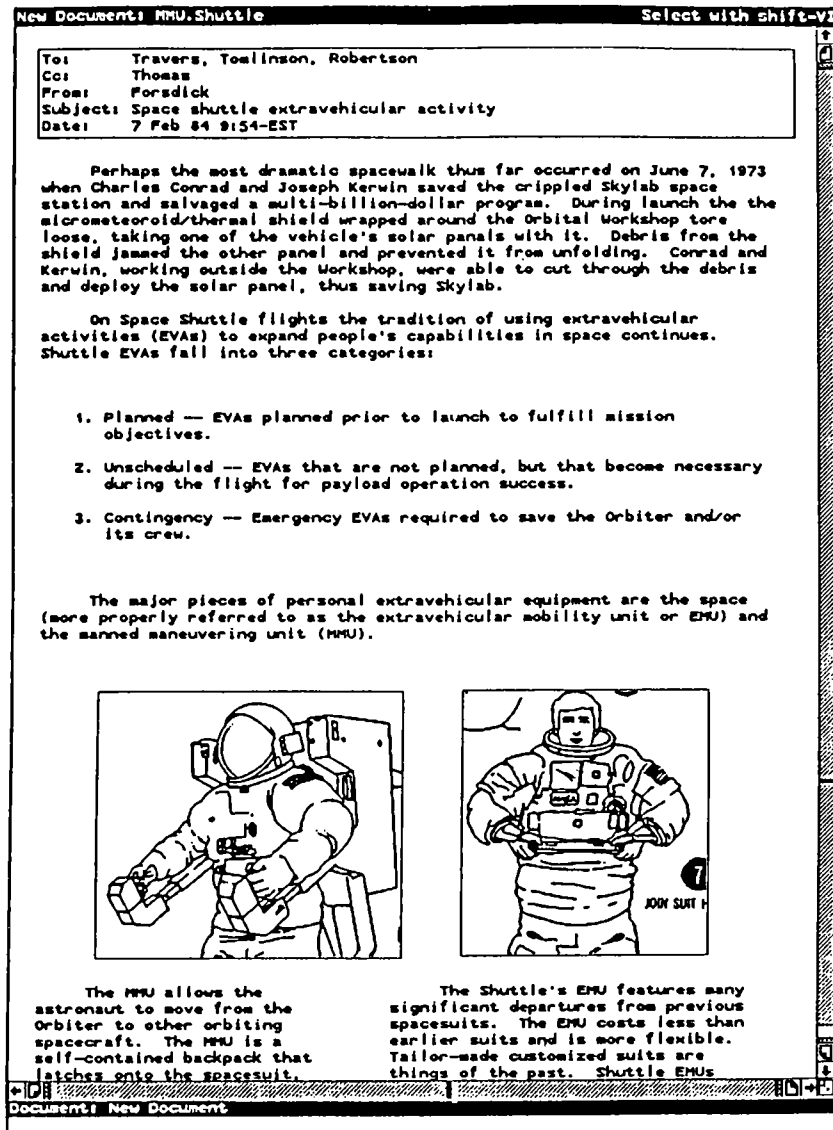 New Document: MMU.Shuttle Select with shift-VI
To: Travers, Tomlinson, Robertson
Cc: Thomas
From: Forsdick
Subject: Space shuttle extravehicular activity
Date: 7 Feb 84 9:54-EST
Perhaps the most dramatic spacewalk thus far occurred on June 7, 1973
when Charles Conrad and Joseph Kerwin saved the crippled Skylab space
station and salvaged a multi-billion-dollar program. During launch the the
micrometeoroid/thermal shield wrapped around the Orbital Workshop tore
loose, taking one of the vehicle's solar panals with it. Debris from the
shield jammed the other panel and prevented it from unfolding. Conrad and
Kerwin, working outside the Workshop, were able to cut through the debris
and deploy the solar panel, thus saving Skylab.
On Space Shuttle flights the tradition of using extravehicular
activities (EVAs) to expand people's capabilities in space continues.
Shuttle EVAs fall into three categories:
1. Planned -- EVAs planned prior to launch to fulfill mission
objectives.
2. Unscheduled -- EVAs that are not planned, but that become necessary
during the flight for payload operation success.
3. Contingency -- Emergency EVAs required to save the Orbiter and/or
its crew.
The major pieces of personal extravehicular equipment are the space
(more properly referred to as the extravehicular mobility unit or EMU) and
the manned maneuvering unit (MMU).
7
JODY SUIT H
The MMU allows the
astronaut to move from the
Orbiter to other orbiting
spacecraft. The MMU is a
self-contained backpack that
latches onto the spacesuit.
The Shuttle's EMU features many
significant departures from previous
spacesuits. The EMU costs less than
earlier suits and is more flexible.
Tailor-made customized suits are
things of the past. Shuttle EMUs
Document: New Document